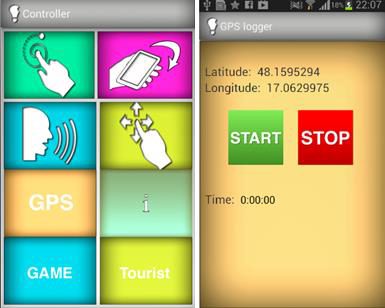 Controller
GPS
i
GAME
Tourist
18%
22:07
GPS logger
Latitude: 48.1595294
Longitude: 17.0629975
START
STOP
Time: 0:00:00